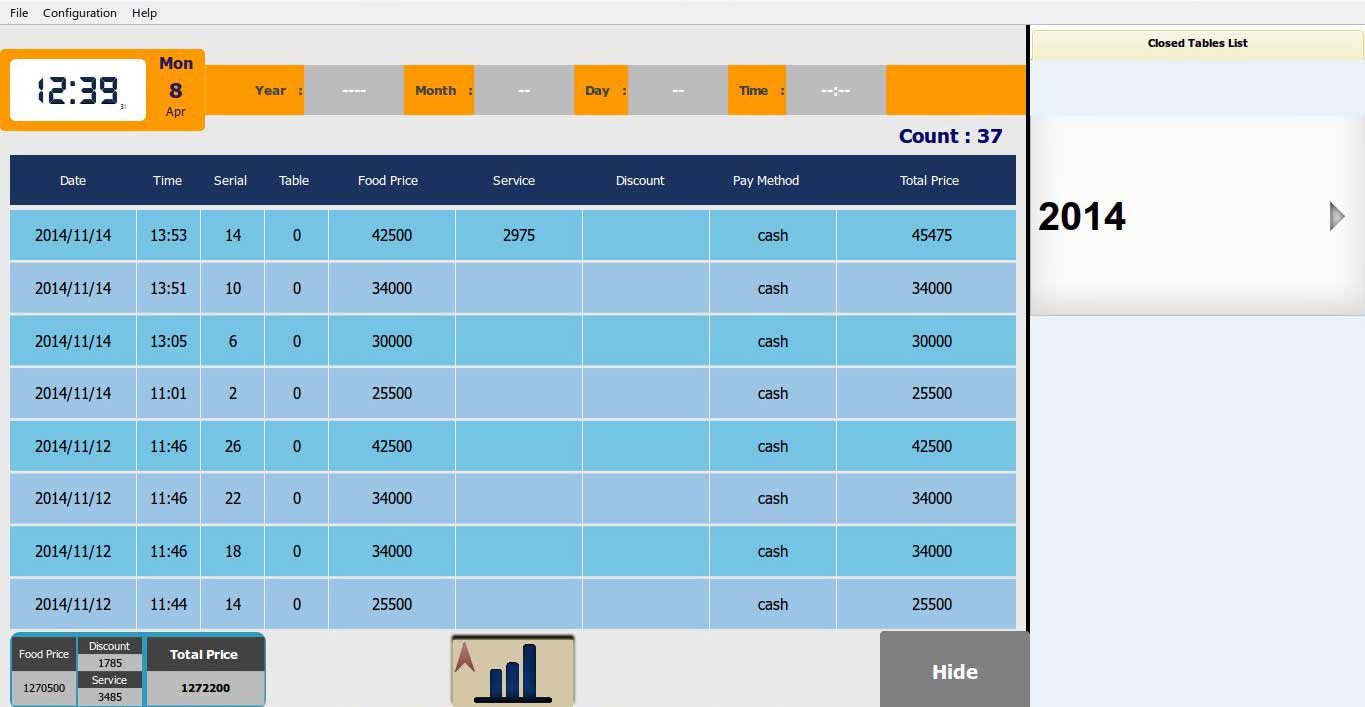 File Configuration Help
Closed Tables List
12:39 31
Mon
8
Apr
Year : ---- Month : -- Day : -- Time : --:--
Count : 37
Date Time Serial Table Food Price Service Discount Pay Method Total Price
2014/11/14 13:53 14 0 42500 2975 cash 45475
2014/11/14 13:51 10 0 34000 cash 34000
2014/11/14 13:05 6 0 30000 cash 30000
2014/11/14 11:01 2 0 25500 cash 25500
2014/11/12 11:46 26 0 42500 cash 42500
2014/11/12 11:46 22 0 34000 cash 34000
2014/11/12 11:46 18 0 34000 cash 34000
2014/11/12 11:44 14 0 25500 cash 25500
2014
Food Price
1270500
Discount
1785
Service
3485
Total Price
1272200
Hide